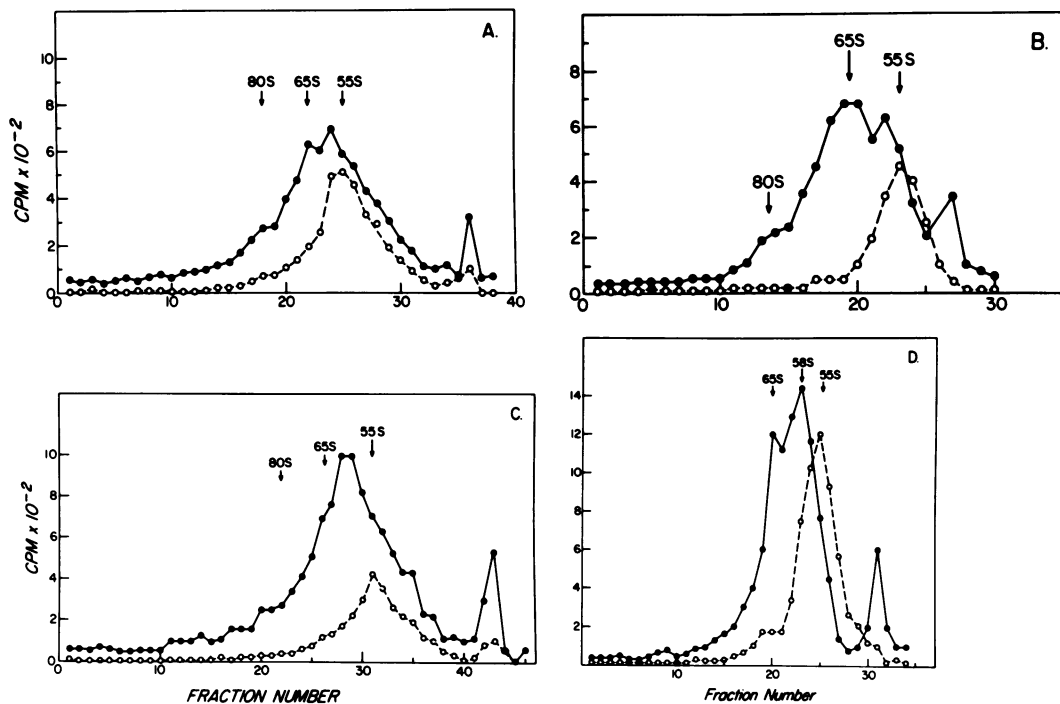 A.
80S 65S 55S
CPM x 10⁻²
10
8
6
4
2
0
0 10 20 30 40
B.
65S
55S
80S
8
6
4
2
0
0 10 20 30
C.
80S 65S 55S
CPM x 10⁻²
10
8
6
4
2
0
0 10 20 30 40
FRACTION NUMBER
D.
65S 58S 55S
14
12
10
8
6
4
2
10 20 30
Fraction Number